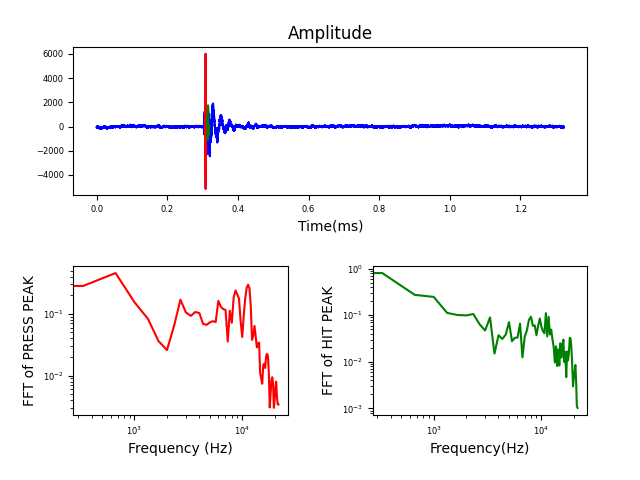 Amplitude
6000
4000
2000
0
−2000
−4000
0.0 0.2 0.4 0.6 0.8 1.0 1.2
Time(ms)
FFT of PRESS PEAK
10⁻¹
10⁻²
10³ 10⁴
Frequency (Hz)
FFT of HIT PEAK
10⁰
10⁻¹
10⁻²
10⁻³
10³ 10⁴
Frequency(Hz)